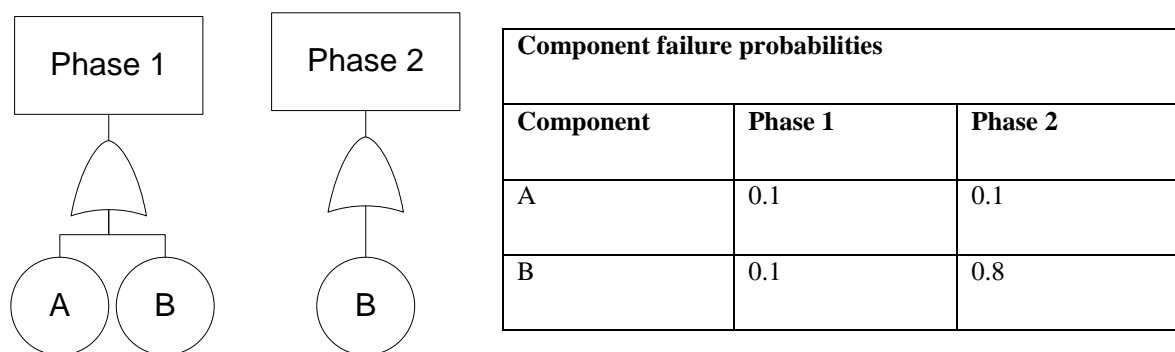 Phase 1
Phase 2
A
B
B
Component failure probabilities
Component Phase 1 Phase 2
A 0.1 0.1
B 0.1 0.8